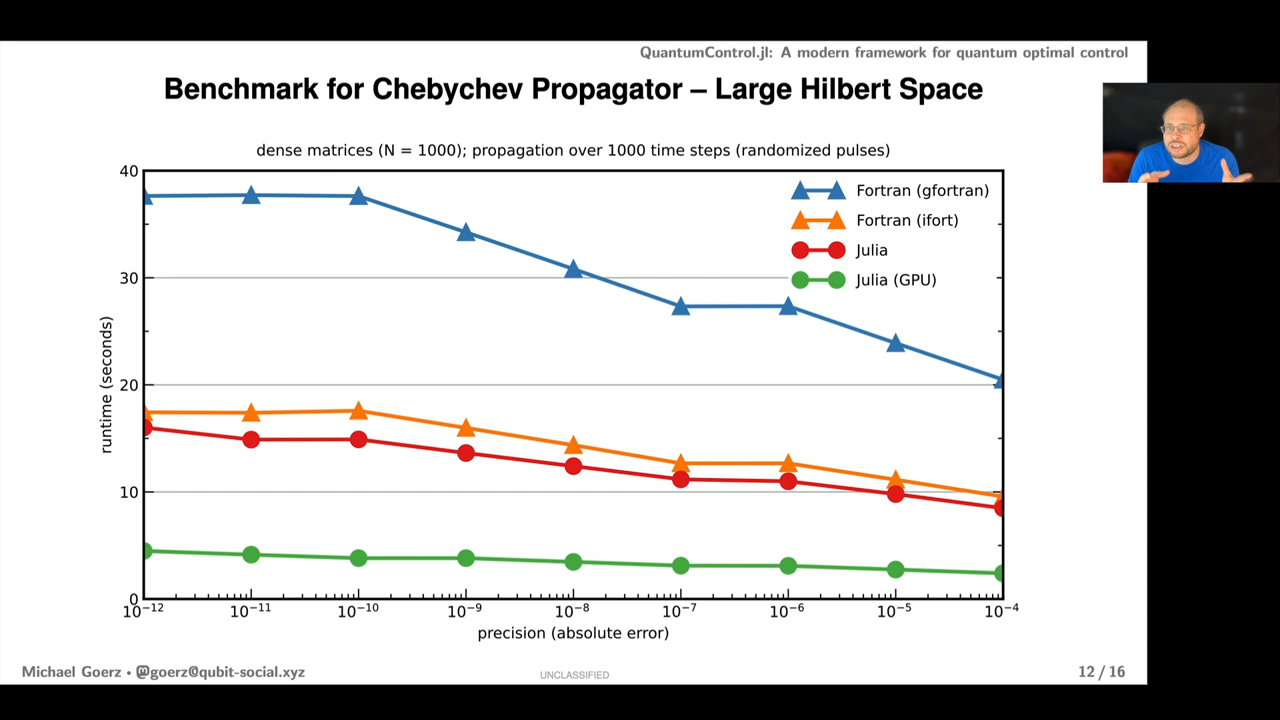 QuantumControl.jl: A modern framework for quantum optimal control
Benchmark for Chebychev Propagator – Large Hilbert Space
dense matrices (N = 1000); propagation over 1000 time steps (randomized pulses)
Fortran (gfortran)
Fortran (ifort)
Julia
Julia (GPU)
runtime (seconds)
40
30
20
10
0
10⁻¹² 10⁻¹¹ 10⁻¹⁰ 10⁻⁹ 10⁻⁸ 10⁻⁷ 10⁻⁶ 10⁻⁵ 10⁻⁴
precision (absolute error)
Michael Goerz • @goerz@qubit-social.xyz
UNCLASSIFIED
12 / 16